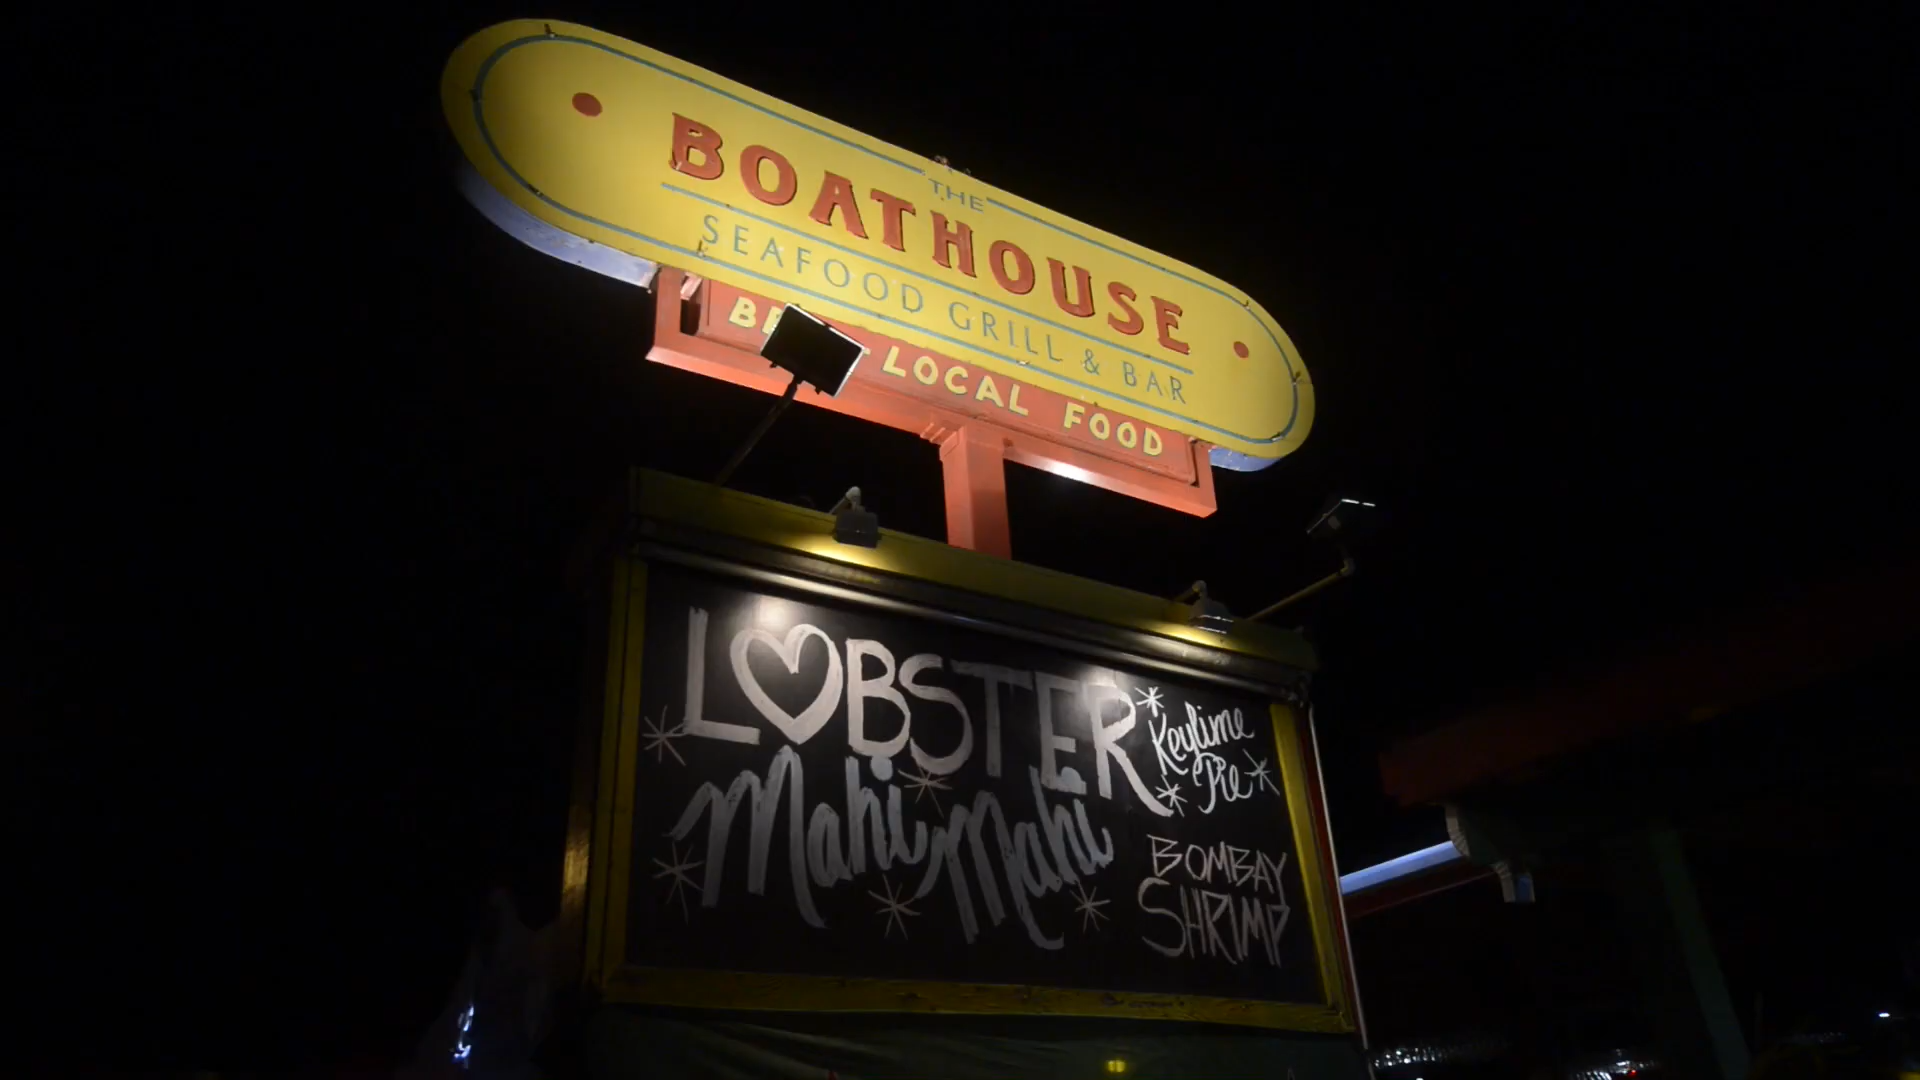 THE
BOATHOUSE
SEAFOOD GRILL & BAR
LOCAL FOOD
LOBSTER
Mahi Mahi
Keylime
Pie
BOMBAY
SHRIMP